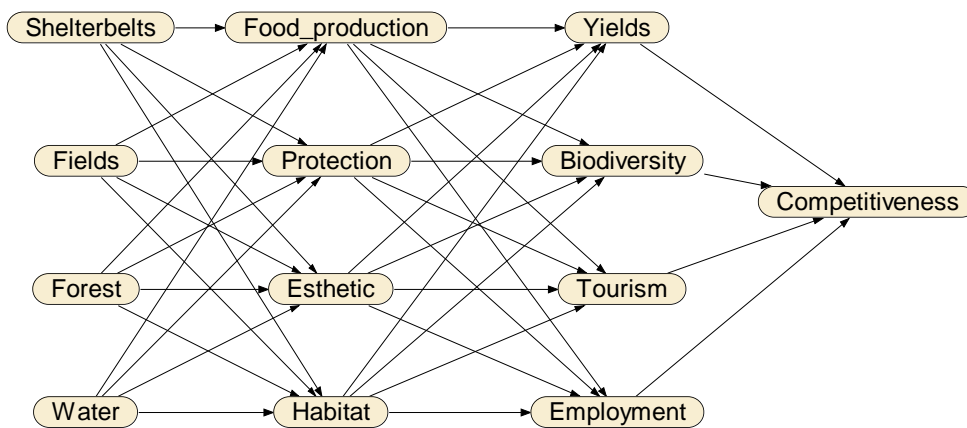 Shelterbelts
Food_production
Yields
Fields
Protection
Biodiversity
Competitiveness
Forest
Esthetic
Tourism
Water
Habitat
Employment